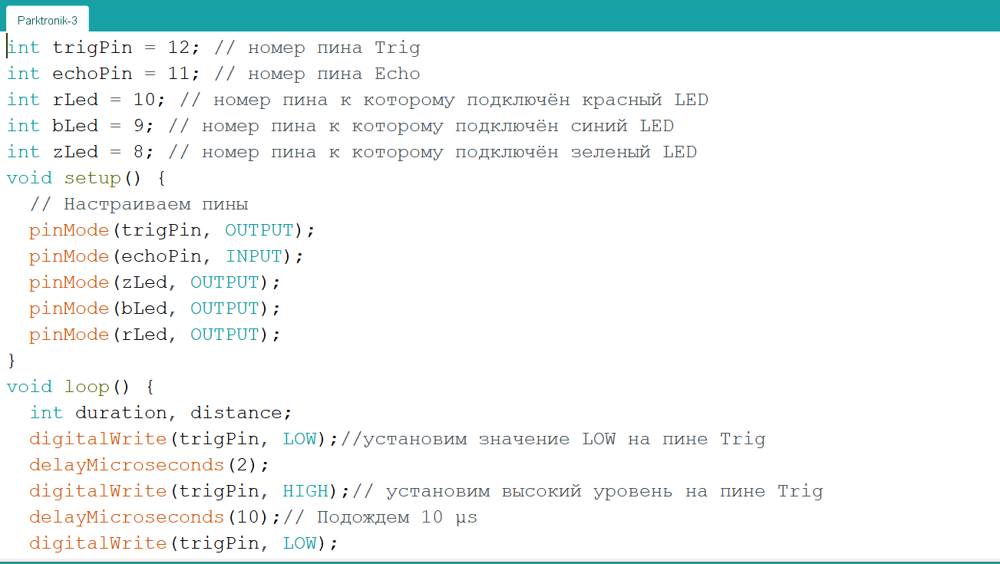 Parktronik-3
int trigPin = 12; // номер пина Trig
int echoPin = 11; // номер пина Echo
int rLed = 10; // номер пина к которому подключён красный LED
int bLed = 9; // номер пина к которому подключён синий LED
int zLed = 8; // номер пина к которому подключён зеленый LED
void setup() {
  // Настраиваем пины
  pinMode(trigPin, OUTPUT);
  pinMode(echoPin, INPUT);
  pinMode(zLed, OUTPUT);
  pinMode(bLed, OUTPUT);
  pinMode(rLed, OUTPUT);
}
void loop() {
  int duration, distance;
  digitalWrite(trigPin, LOW);//установим значение LOW на пине Trig
  delayMicroseconds(2);
  digitalWrite(trigPin, HIGH);// установим высокий уровень на пине Trig
  delayMicroseconds(10);// Подождем 10 μs
  digitalWrite(trigPin, LOW);